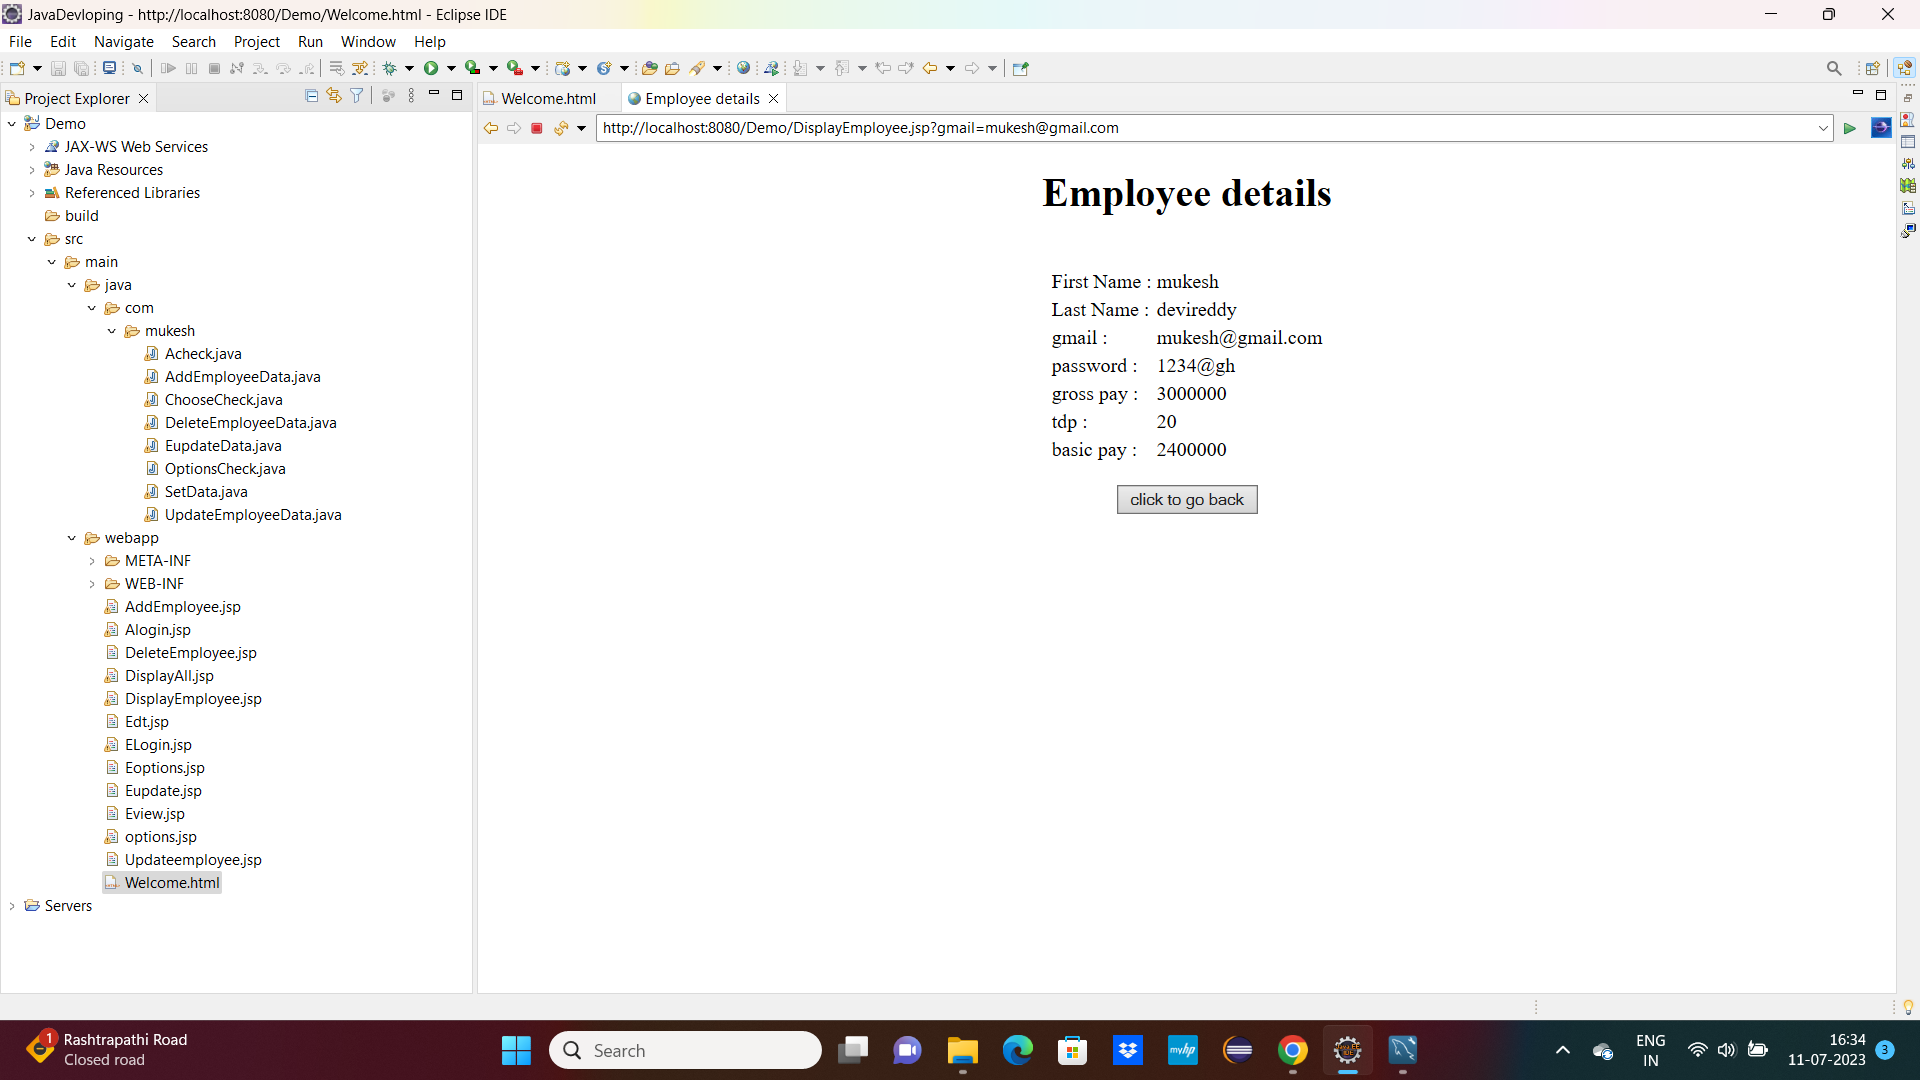 JavaDevloping - http://localhost:8080/Demo/Welcome.html - Eclipse IDE
File Edit Navigate Search Project Run Window Help
Project Explorer
Demo
JAX-WS Web Services
Java Resources
Referenced Libraries
build
src
main
java
com
mukesh
Acheck.java
AddEmployeeData.java
ChooseCheck.java
DeleteEmployeeData.java
EupdateData.java
OptionsCheck.java
SetData.java
UpdateEmployeeData.java
webapp
META-INF
WEB-INF
AddEmployee.jsp
Alogin.jsp
DeleteEmployee.jsp
DisplayAll.jsp
DisplayEmployee.jsp
Edt.jsp
ELogin.jsp
Eoptions.jsp
Eupdate.jsp
Eview.jsp
options.jsp
Updateemployee.jsp
Welcome.html
Servers
Welcome.html Employee details
http://localhost:8080/Demo/DisplayEmployee.jsp?gmail=mukesh@gmail.com
Employee details
First Name : mukesh
Last Name : devireddy
gmail : mukesh@gmail.com
password : 1234@gh
gross pay : 3000000
tdp : 20
basic pay : 2400000
click to go back
1
Rashtrapathi Road
Closed road
Search
myhp
ENG
IN
16:34
11-07-2023
3